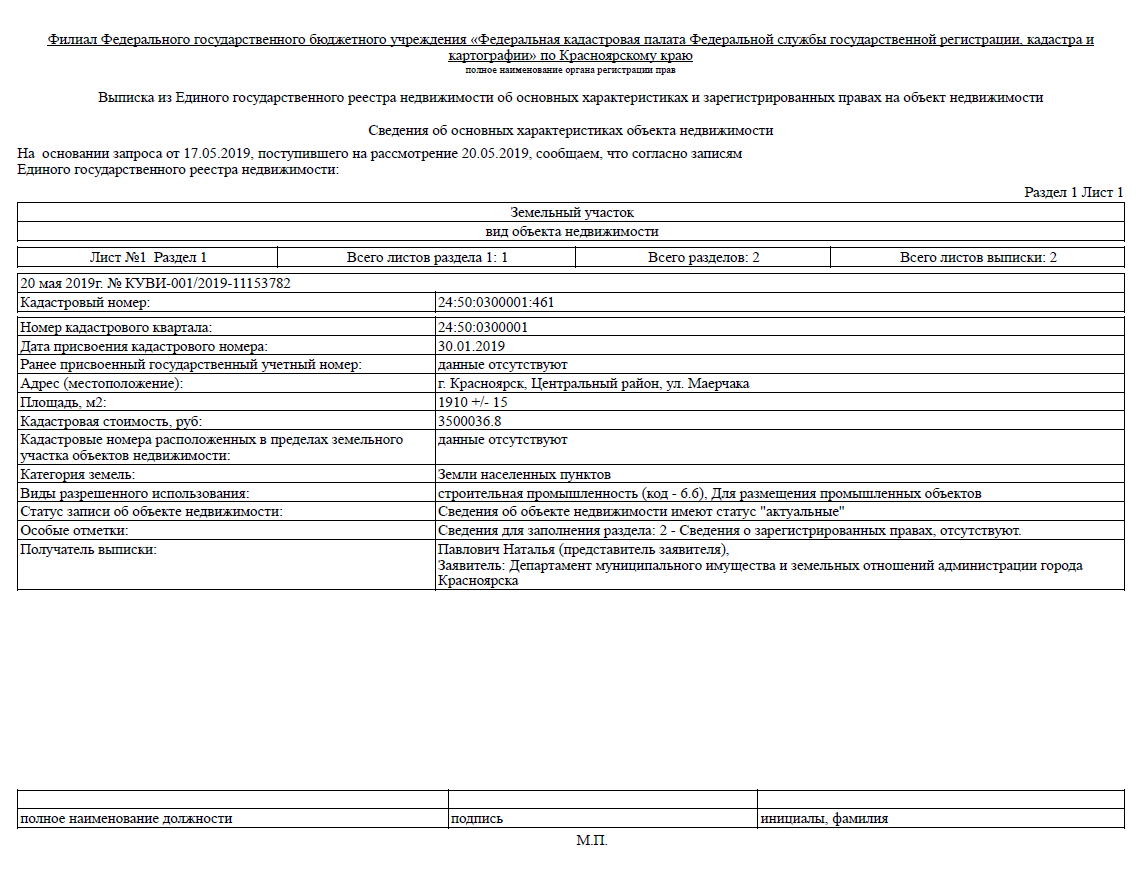 Филиал Федерального государственного бюджетного учреждения «Федеральная кадастровая палата Федеральной службы государственной регистрации, кадастра и
картографии» по Красноярскому краю
полное наименование органа регистрации прав
Выписка из Единого государственного реестра недвижимости об основных характеристиках и зарегистрированных правах на объект недвижимости
Сведения об основных характеристиках объекта недвижимости
На основании запроса от 17.05.2019, поступившего на рассмотрение 20.05.2019, сообщаем, что согласно записям
Единого государственного реестра недвижимости:
Раздел 1 Лист 1
Земельный участок
вид объекта недвижимости
Лист №1 Раздел 1 Всего листов раздела 1: 1 Всего разделов: 2 Всего листов выписки: 2
20 мая 2019г. № КУВИ-001/2019-11153782
Кадастровый номер: 24:50:0300001:461
Номер кадастрового квартала: 24:50:0300001
Дата присвоения кадастрового номера: 30.01.2019
Ранее присвоенный государственный учетный номер: данные отсутствуют
Адрес (местоположение): г. Красноярск, Центральный район, ул. Маерчака
Площадь, м2: 1910 +/- 15
Кадастровая стоимость, руб: 3500036.8
Кадастровые номера расположенных в пределах земельного данные отсутствуют
участка объектов недвижимости:
Категория земель: Земли населенных пунктов
Виды разрешенного использования: строительная промышленность (код - 6.6), Для размещения промышленных объектов
Статус записи об объекте недвижимости: Сведения об объекте недвижимости имеют статус "актуальные"
Особые отметки: Сведения для заполнения раздела: 2 - Сведения о зарегистрированных правах, отсутствуют.
Получатель выписки: Павлович Наталья (представитель заявителя),
Заявитель: Департамент муниципального имущества и земельных отношений администрации города
Красноярска
полное наименование должности подпись инициалы, фамилия
М.П.